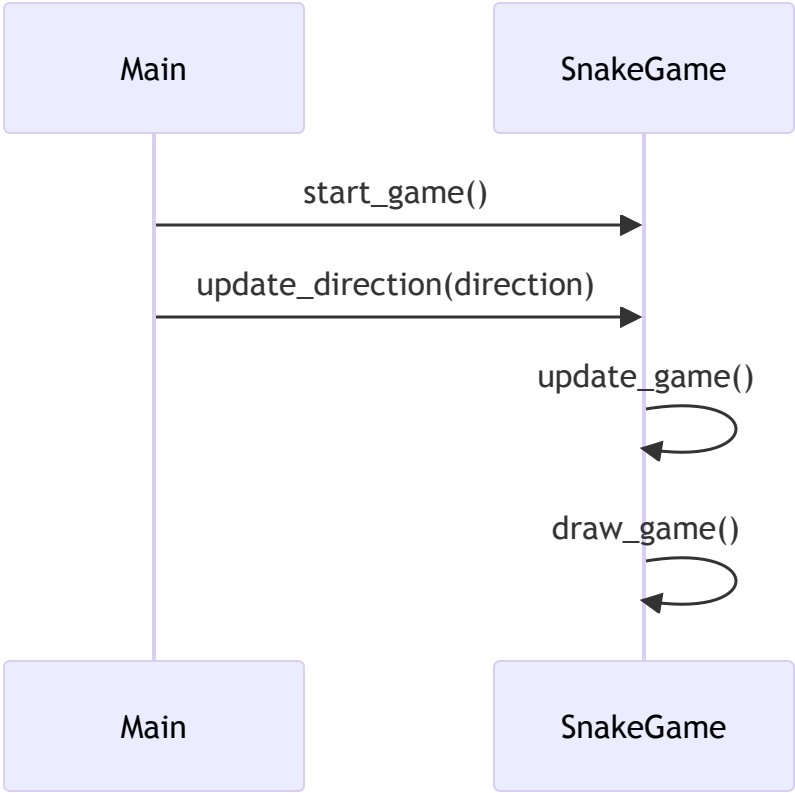 Main
SnakeGame
start_game()
update_direction(direction)
update_game()
draw_game()
Main
SnakeGame